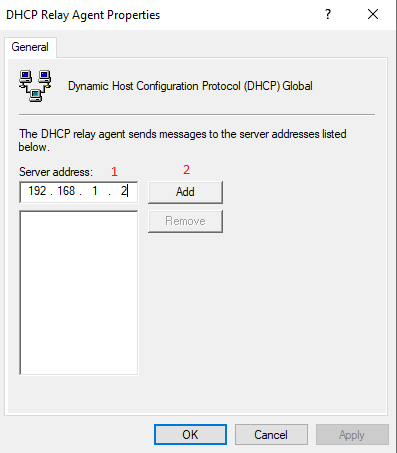 DHCP Relay Agent Properties
?
General
Dynamic Host Configuration Protocol (DHCP) Global
The DHCP relay agent sends messages to the server addresses listed
below.
Server address: 1 2
192 . 168 . 1 . 2 Add
Remove
OK Cancel Apply